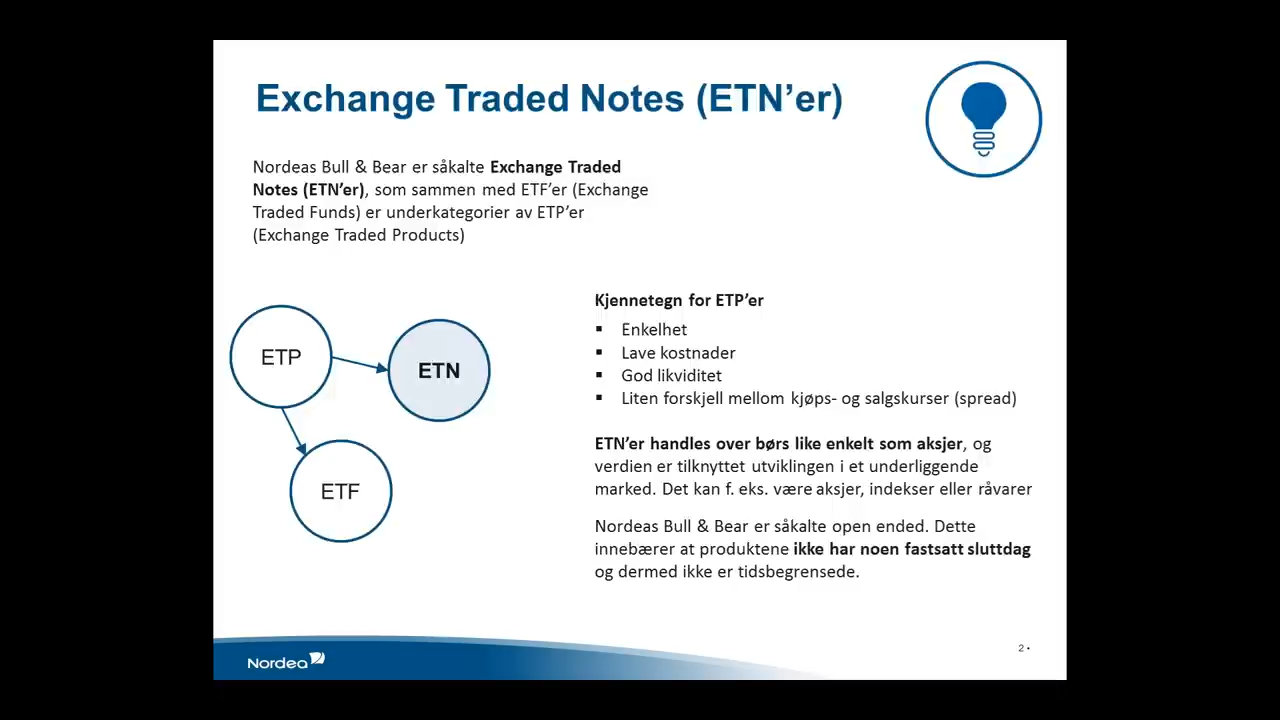 Exchange Traded Notes (ETN’er)
Nordeas Bull & Bear er såkalte Exchange Traded
Notes (ETN’er), som sammen med ETF’er (Exchange
Traded Funds) er underkategorier av ETP’er
(Exchange Traded Products)
ETP
ETN
ETF
Kjennetegn for ETP’er
▪ Enkelhet
▪ Lave kostnader
▪ God likviditet
▪ Liten forskjell mellom kjøps- og salgskurser (spread)
ETN’er handles over børs like enkelt som aksjer, og
verdien er tilknyttet utviklingen i et underliggende
marked. Det kan f. eks. være aksjer, indekser eller råvarer
Nordeas Bull & Bear er såkalte open ended. Dette
innebærer at produktene ikke har noen fastsatt sluttdag
og dermed ikke er tidsbegrensede.
Nordea
2 •